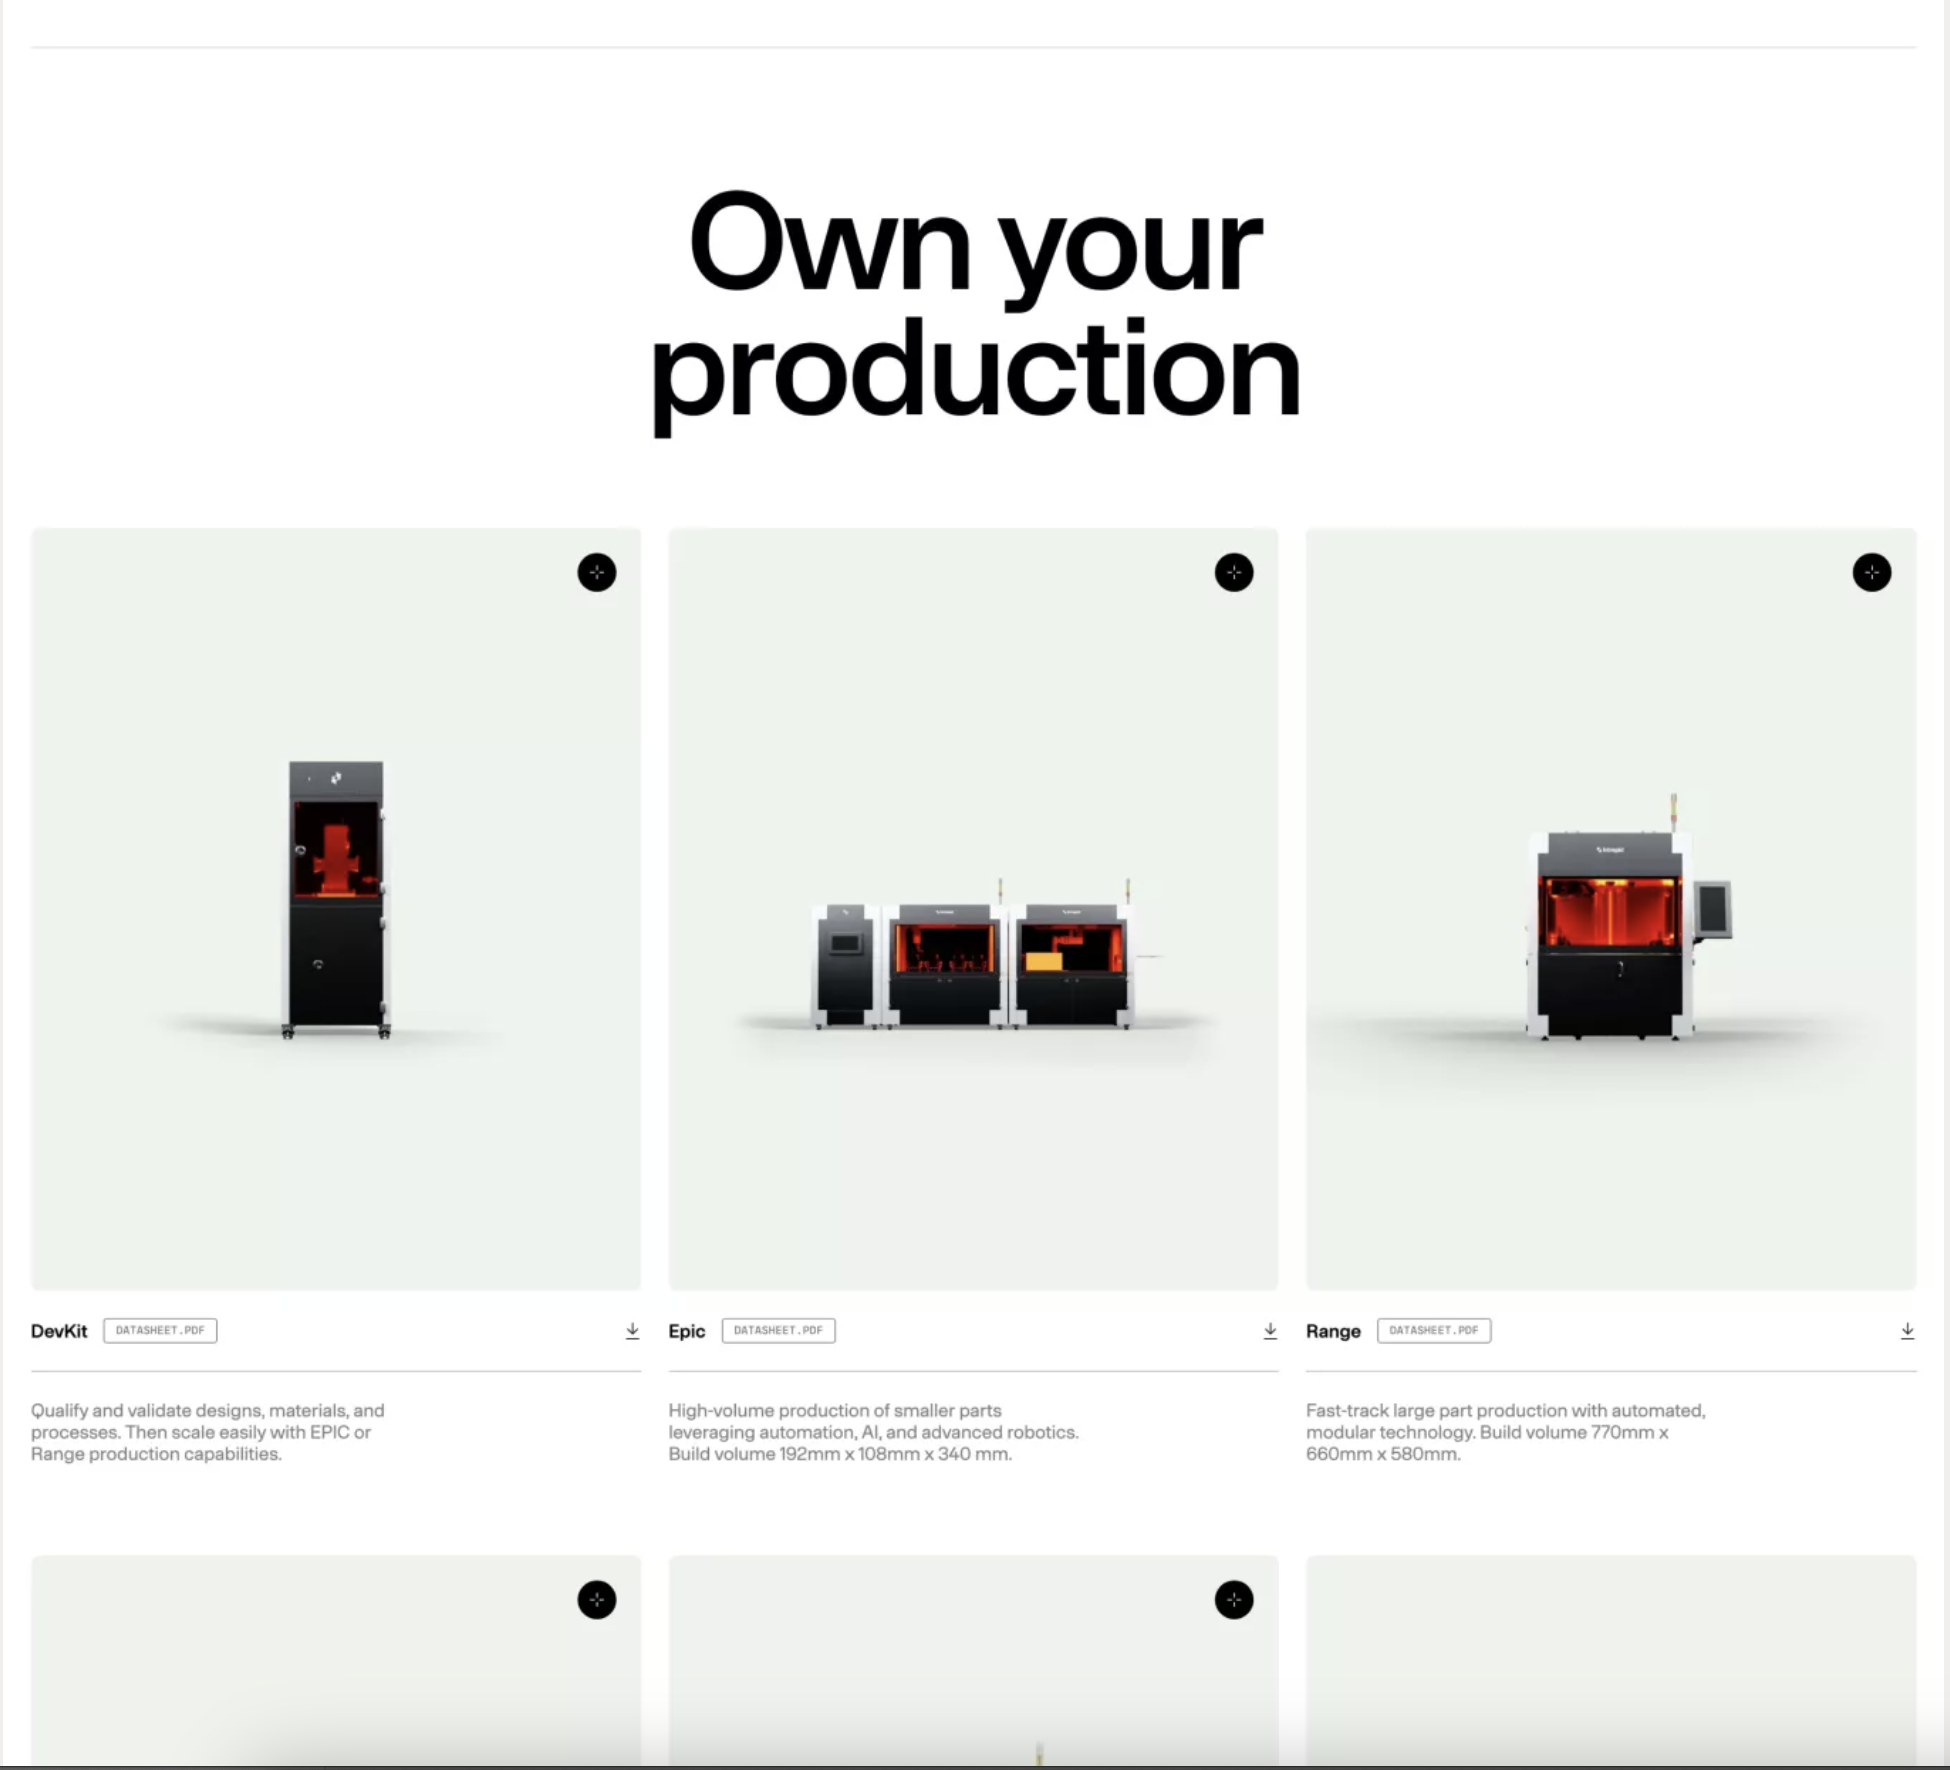 Own your
production
DevKit DATASHEET.PDF
Epic DATASHEET.PDF
Range DATASHEET.PDF
Qualify and validate designs, materials, and
processes. Then scale easily with EPIC or
Range production capabilities.
High-volume production of smaller parts
leveraging automation, AI, and advanced robotics.
Build volume 192mm x 108mm x 340 mm.
Fast-track large part production with automated,
modular technology. Build volume 770mm x
660mm x 580mm.